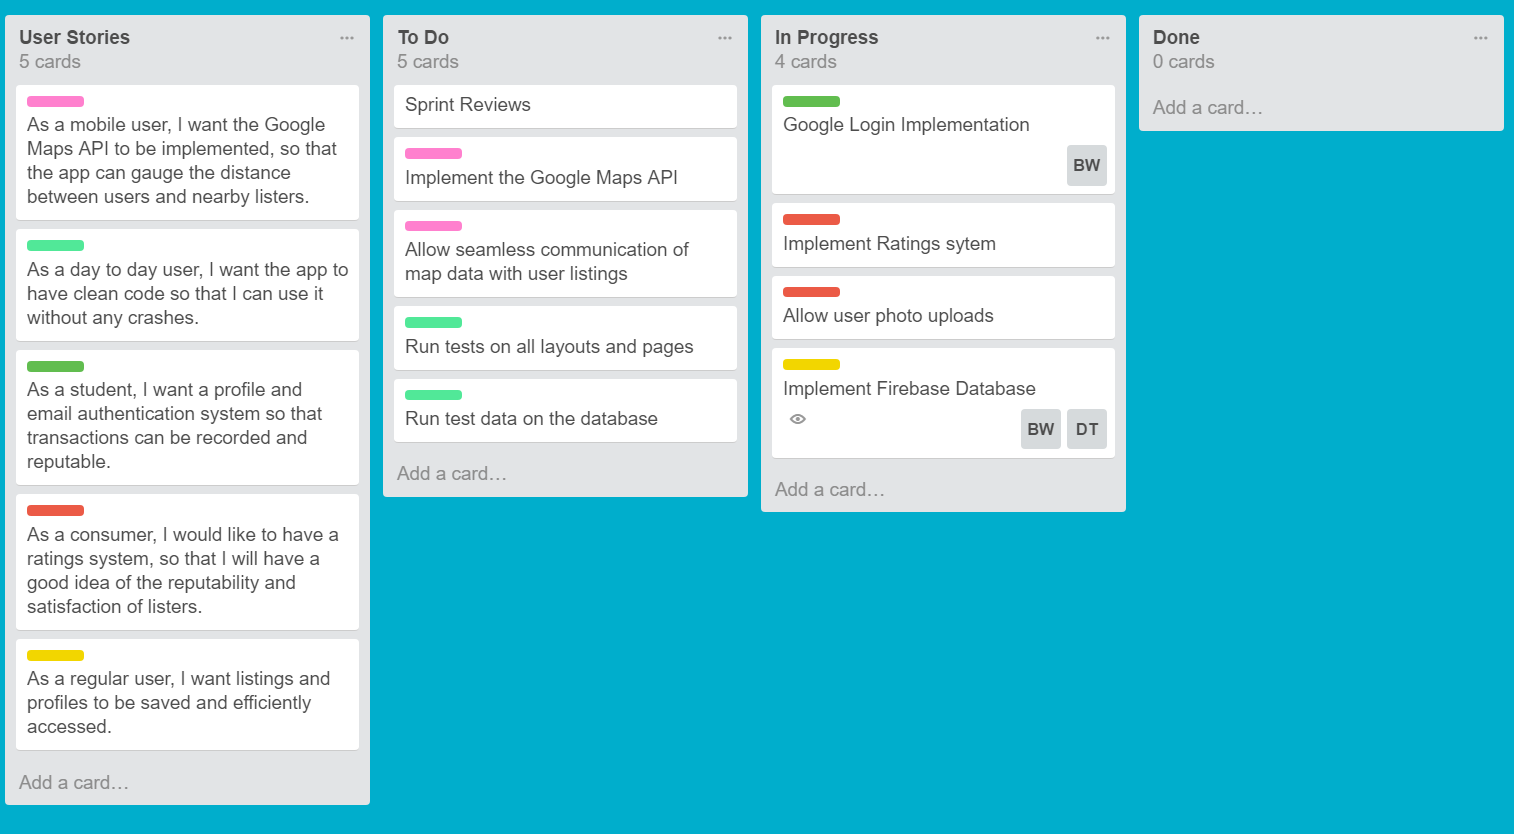 User Stories
5 cards
As a mobile user, I want the Google
Maps API to be implemented, so that
the app can gauge the distance
between users and nearby listers.
As a day to day user, I want the app to
have clean code so that I can use it
without any crashes.
As a student, I want a profile and
email authentication system so that
transactions can be recorded and
reputable.
As a consumer, I would like to have a
ratings system, so that I will have a
good idea of the reputability and
satisfaction of listers.
As a regular user, I want listings and
profiles to be saved and efficiently
accessed.
Add a card…
To Do
5 cards
Sprint Reviews
Implement the Google Maps API
Allow seamless communication of
map data with user listings
Run tests on all layouts and pages
Run test data on the database
Add a card…
In Progress
4 cards
Google Login Implementation
BW
Implement Ratings sytem
Allow user photo uploads
Implement Firebase Database
BW DT
Add a card…
Done
0 cards
Add a card…